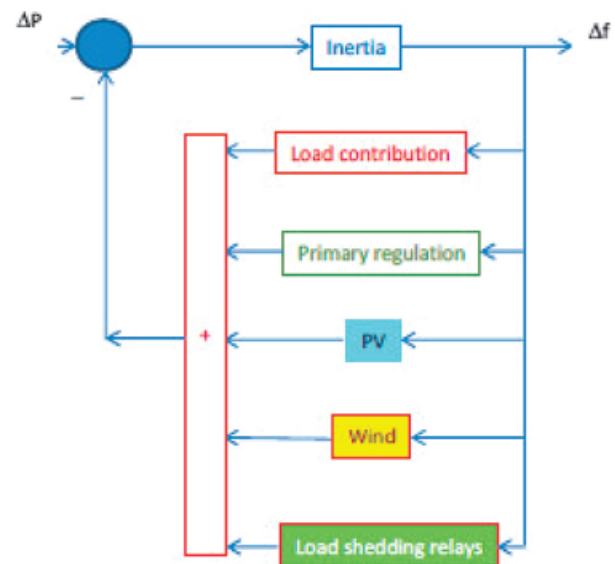 ΔP
Inertia
Δf
−
Load contribution
Primary regulation
+
PV
Wind
Load shedding relays